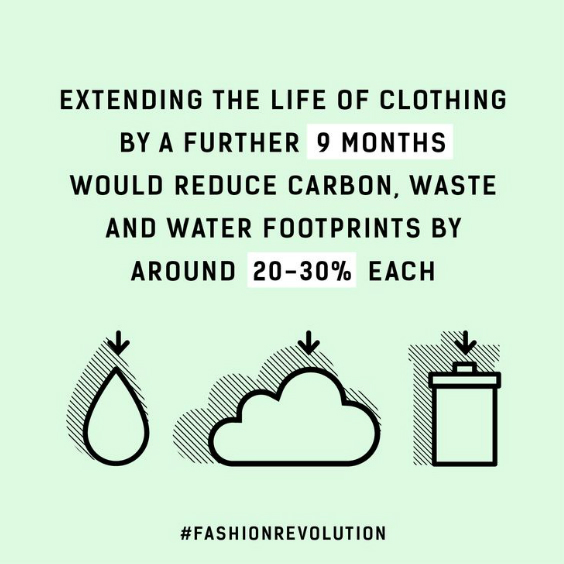 EXTENDING THE LIFE OF CLOTHING
BY A FURTHER 9 MONTHS
WOULD REDUCE CARBON, WASTE
AND WATER FOOTPRINTS BY
AROUND 20-30% EACH
#FASHIONREVOLUTION